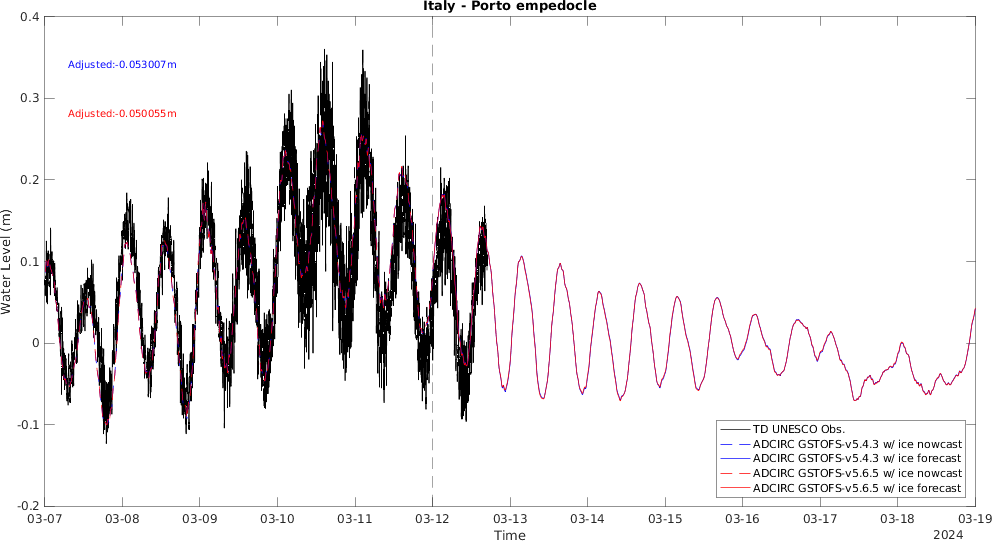 Italy - Porto empedocle
0.4
0.3
0.2
0.1
0
-0.1
-0.2
Water Level (m)
Adjusted:-0.053007m
Adjusted:-0.050055m
TD UNESCO Obs.
ADCIRC GSTOFS-v5.4.3 w/ ice nowcast
ADCIRC GSTOFS-v5.4.3 w/ ice forecast
ADCIRC GSTOFS-v5.6.5 w/ ice nowcast
ADCIRC GSTOFS-v5.6.5 w/ ice forecast
03-07 03-08 03-09 03-10 03-11 03-12 03-13 03-14 03-15 03-16 03-17 03-18 03-19
Time
2024